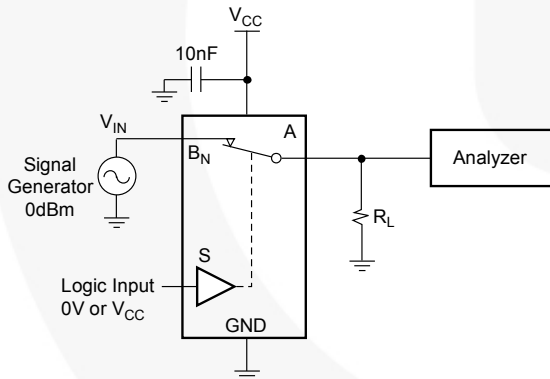 VCC
10nF
VIN
A
BN
Analyzer
Signal
Generator
0dBm
RL
S
Logic Input
0V or VCC
GND